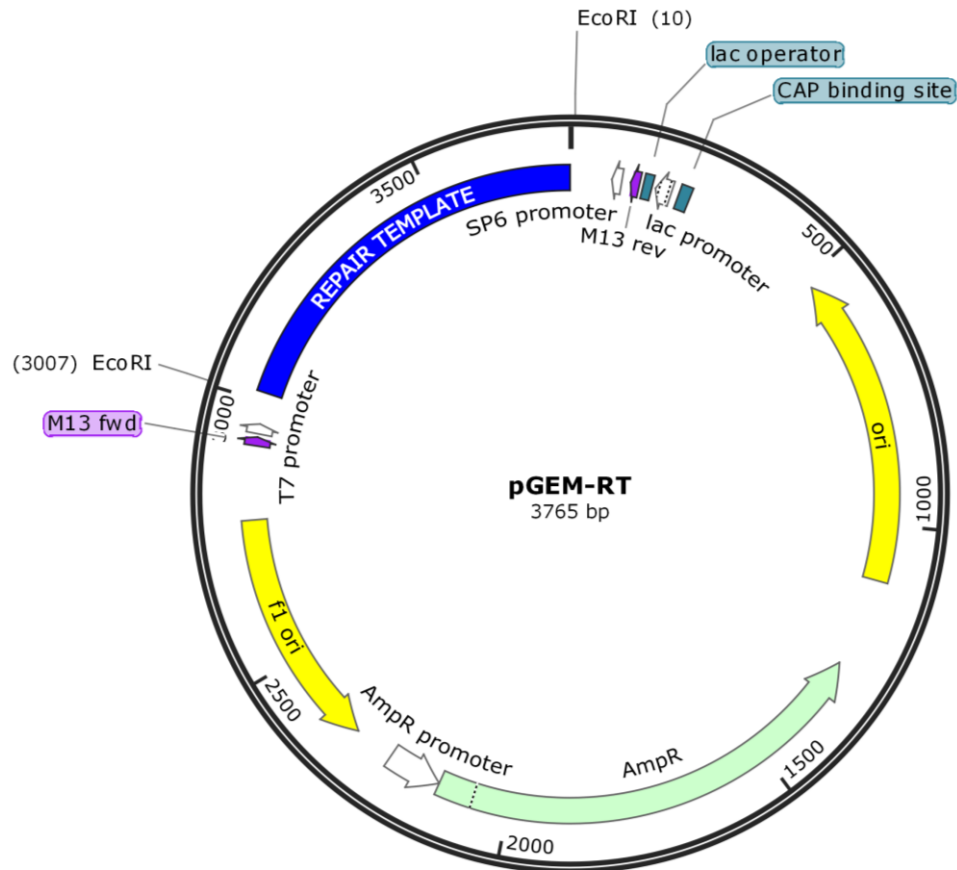 EcoRI (10)
lac operator
CAP binding site
3500
REPAIR TEMPLATE
SP6 promoter
M13 rev
lac promoter
500
(3007) EcoRI
M13 fwd
3000
T7 promoter
ori
pGEM-RT
3765 bp
1000
f1 ori
2500
AmpR promoter
AmpR
1500
2000